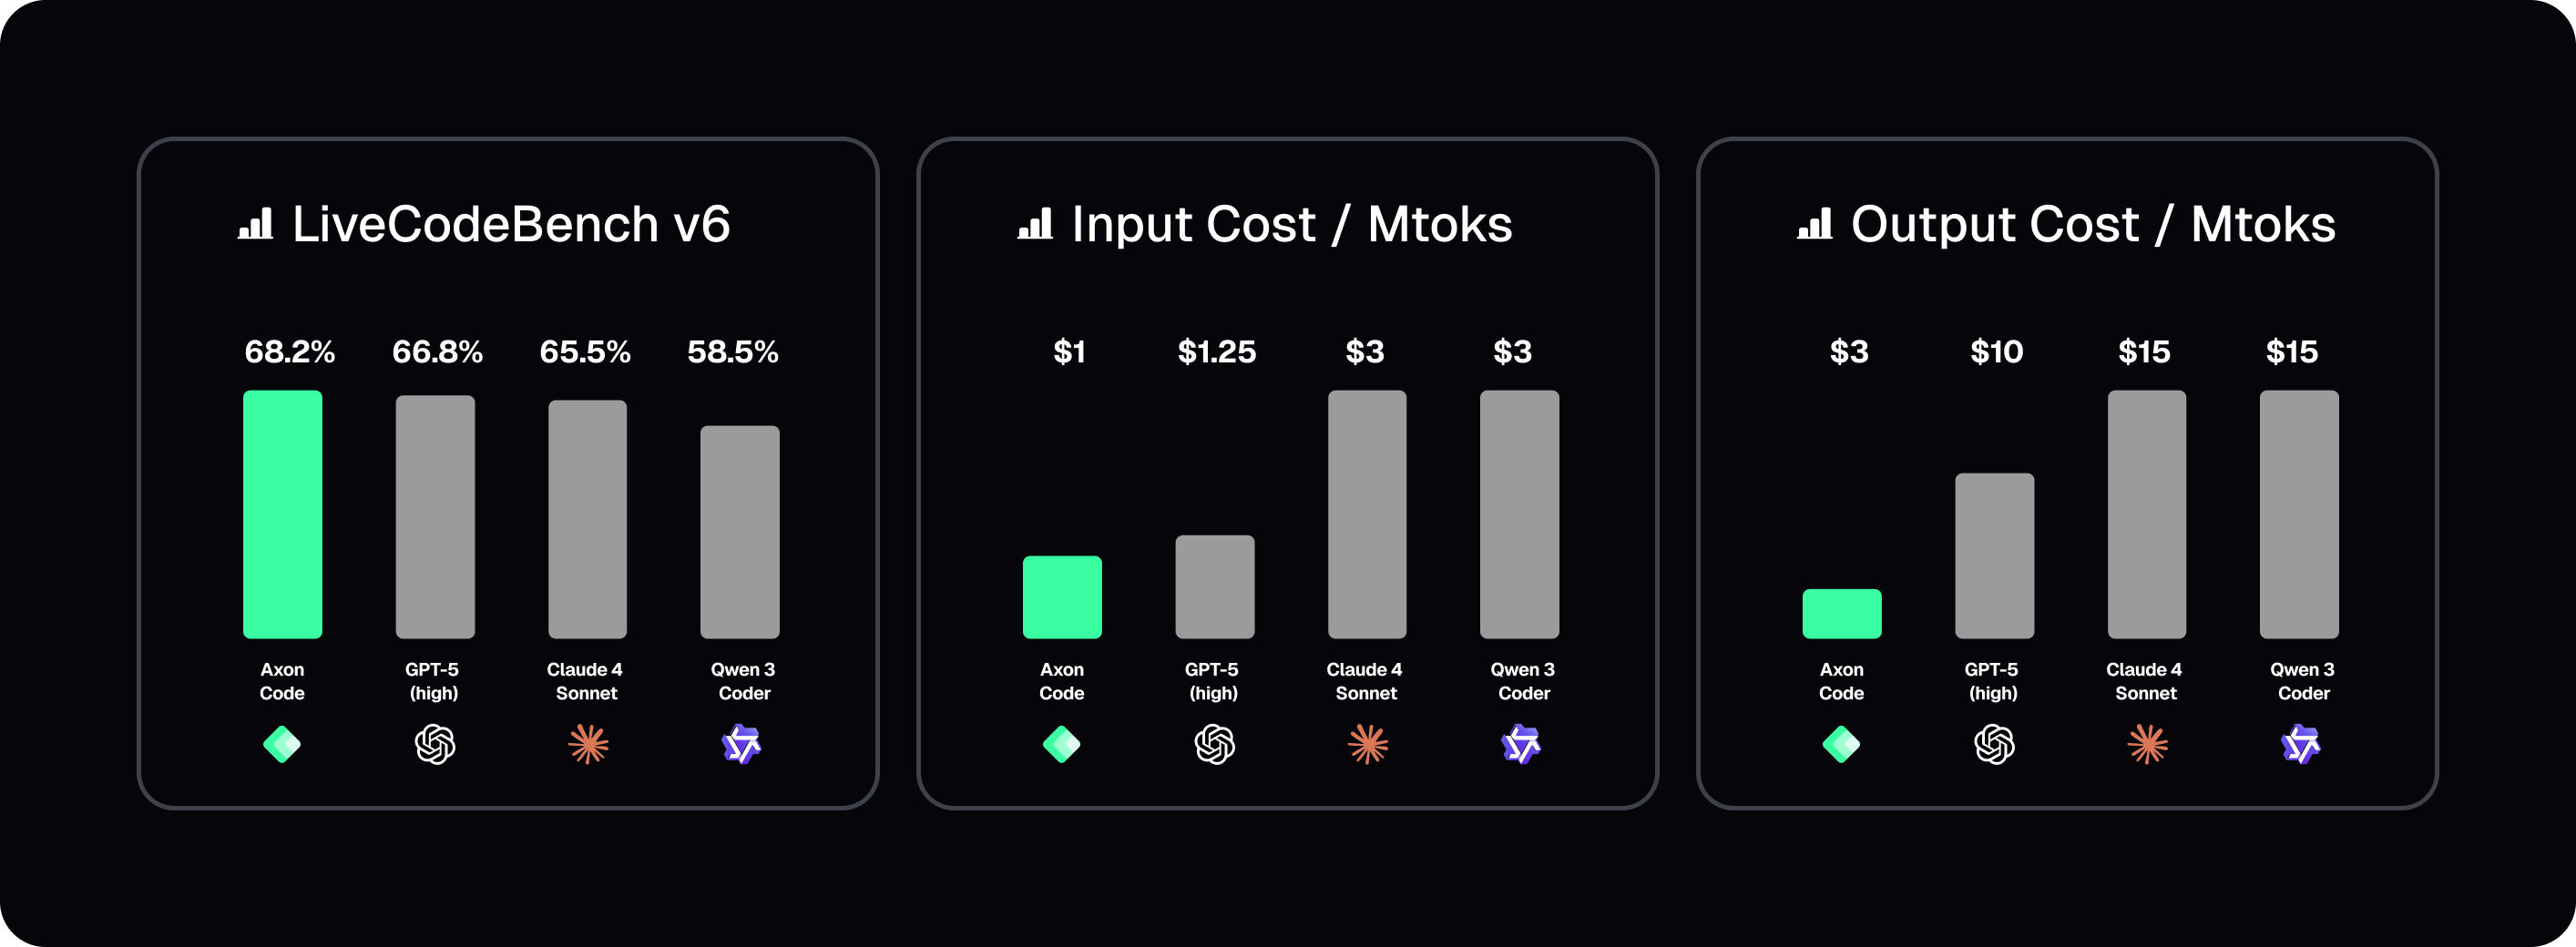 LiveCodeBench v6
68.2% 66.8% 65.5% 58.5%
Axon Code
GPT-5 (high)
Claude 4 Sonnet
Qwen 3 Coder
Input Cost / Mtoks
$1 $1.25 $3 $3
Axon Code
GPT-5 (high)
Claude 4 Sonnet
Qwen 3 Coder
Output Cost / Mtoks
$3 $10 $15 $15
Axon Code
GPT-5 (high)
Claude 4 Sonnet
Qwen 3 Coder